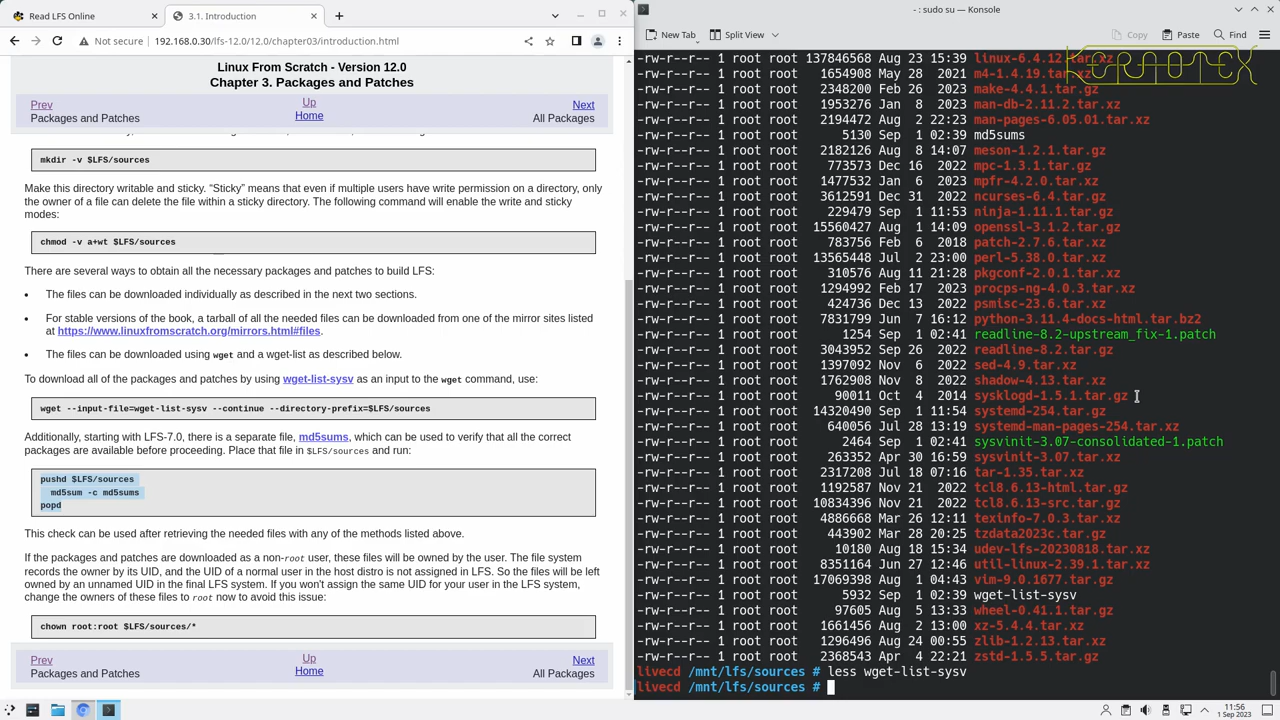 Read LFS Online
3.1. Introduction
Not secure
192.168.0.30/lfs-12.0/12.0/chapter03/introduction.html
Linux From Scratch - Version 12.0
Chapter 3. Packages and Patches
Prev
Up
Next
Packages and Patches
Home
All Packages
mkdir -v $LFS/sources
Make this directory writable and sticky. “Sticky” means that even if multiple users have write permission on a directory, only
the owner of a file can delete the file within a sticky directory. The following command will enable the write and sticky
modes:
chmod -v a+wt $LFS/sources
There are several ways to obtain all the necessary packages and patches to build LFS:
• The files can be downloaded individually as described in the next two sections.
• For stable versions of the book, a tarball of all the needed files can be downloaded from one of the mirror sites listed
at https://www.linuxfromscratch.org/mirrors.html#files.
• The files can be downloaded using wget and a wget-list as described below.
To download all of the packages and patches by using wget-list-sysv as an input to the wget command, use:
wget --input-file=wget-list-sysv --continue --directory-prefix=$LFS/sources
Additionally, starting with LFS-7.0, there is a separate file, md5sums, which can be used to verify that all the correct
packages are available before proceeding. Place that file in $LFS/sources and run:
pushd $LFS/sources
md5sum -c md5sums
popd
This check can be used after retrieving the needed files with any of the methods listed above.
If the packages and patches are downloaded as a non-root user, these files will be owned by the user. The file system
records the owner by its UID, and the UID of a normal user in the host distro is not assigned in LFS. So the files will be left
owned by an unnamed UID in the final LFS system. If you won't assign the same UID for your user in the LFS system,
change the owners of these files to root now to avoid this issue:
chown root:root $LFS/sources/*
Prev
Up
Next
Packages and Patches
Home
All Packages
- : sudo su — Konsole
New Tab
Split View
Copy
Paste
Find
-rw-r--r-- 1 root root 137846568 Aug 23 15:39 linux-6.4.12.tar.xz
-rw-r--r-- 1 root root 1654908 May 28 2021 m4-1.4.19.tar.xz
-rw-r--r-- 1 root root 2348200 Feb 26 2023 make-4.4.1.tar.gz
-rw-r--r-- 1 root root 1953276 Jan 8 2023 man-db-2.11.2.tar.xz
-rw-r--r-- 1 root root 2194472 Aug 2 22:23 man-pages-6.05.01.tar.xz
-rw-r--r-- 1 root root 5130 Sep 1 02:39 md5sums
-rw-r--r-- 1 root root 2182126 Aug 8 14:07 meson-1.2.1.tar.gz
-rw-r--r-- 1 root root 773573 Dec 16 2022 mpc-1.3.1.tar.gz
-rw-r--r-- 1 root root 1477532 Jan 6 2023 mpfr-4.2.0.tar.xz
-rw-r--r-- 1 root root 3612591 Dec 31 2022 ncurses-6.4.tar.gz
-rw-r--r-- 1 root root 229479 Sep 1 11:53 ninja-1.11.1.tar.gz
-rw-r--r-- 1 root root 15560427 Aug 1 14:09 openssl-3.1.2.tar.gz
-rw-r--r-- 1 root root 783756 Feb 6 2018 patch-2.7.6.tar.xz
-rw-r--r-- 1 root root 13565448 Jul 2 23:00 perl-5.38.0.tar.xz
-rw-r--r-- 1 root root 310576 Aug 11 21:28 pkgconf-2.0.1.tar.xz
-rw-r--r-- 1 root root 1294992 Feb 17 2023 procps-ng-4.0.3.tar.xz
-rw-r--r-- 1 root root 424736 Dec 13 2022 psmisc-23.6.tar.xz
-rw-r--r-- 1 root root 7831799 Jun 7 16:12 python-3.11.4-docs-html.tar.bz2
-rw-r--r-- 1 root root 1254 Sep 1 02:41 readline-8.2-upstream_fix-1.patch
-rw-r--r-- 1 root root 3043952 Sep 26 2022 readline-8.2.tar.gz
-rw-r--r-- 1 root root 1397092 Nov 6 2022 sed-4.9.tar.xz
-rw-r--r-- 1 root root 1762908 Nov 8 2022 shadow-4.13.tar.xz
-rw-r--r-- 1 root root 90011 Oct 4 2014 sysklogd-1.5.1.tar.gz
-rw-r--r-- 1 root root 14320490 Sep 1 11:54 systemd-254.tar.gz
-rw-r--r-- 1 root root 640056 Jul 28 13:19 systemd-man-pages-254.tar.xz
-rw-r--r-- 1 root root 2464 Sep 1 02:41 sysvinit-3.07-consolidated-1.patch
-rw-r--r-- 1 root root 263352 Apr 30 16:59 sysvinit-3.07.tar.xz
-rw-r--r-- 1 root root 2317208 Jul 18 07:16 tar-1.35.tar.xz
-rw-r--r-- 1 root root 1192587 Nov 21 2022 tcl8.6.13-html.tar.gz
-rw-r--r-- 1 root root 10834396 Nov 21 2022 tcl8.6.13-src.tar.gz
-rw-r--r-- 1 root root 4886668 Mar 26 12:11 texinfo-7.0.3.tar.xz
-rw-r--r-- 1 root root 443902 Mar 28 20:25 tzdata2023c.tar.gz
-rw-r--r-- 1 root root 10180 Aug 18 15:34 udev-lfs-20230818.tar.xz
-rw-r--r-- 1 root root 8351164 Jun 27 12:46 util-linux-2.39.1.tar.xz
-rw-r--r-- 1 root root 17069398 Aug 1 04:43 vim-9.0.1677.tar.gz
-rw-r--r-- 1 root root 5932 Sep 1 02:39 wget-list-sysv
-rw-r--r-- 1 root root 97605 Aug 5 13:33 wheel-0.41.1.tar.gz
-rw-r--r-- 1 root root 1661456 Aug 2 13:00 xz-5.4.4.tar.xz
-rw-r--r-- 1 root root 1296496 Aug 24 00:55 zlib-1.2.13.tar.xz
-rw-r--r-- 1 root root 2368543 Apr 4 22:21 zstd-1.5.5.tar.gz
livecd /mnt/lfs/sources # less wget-list-sysv
livecd /mnt/lfs/sources #
11:56
1 Sep 2023